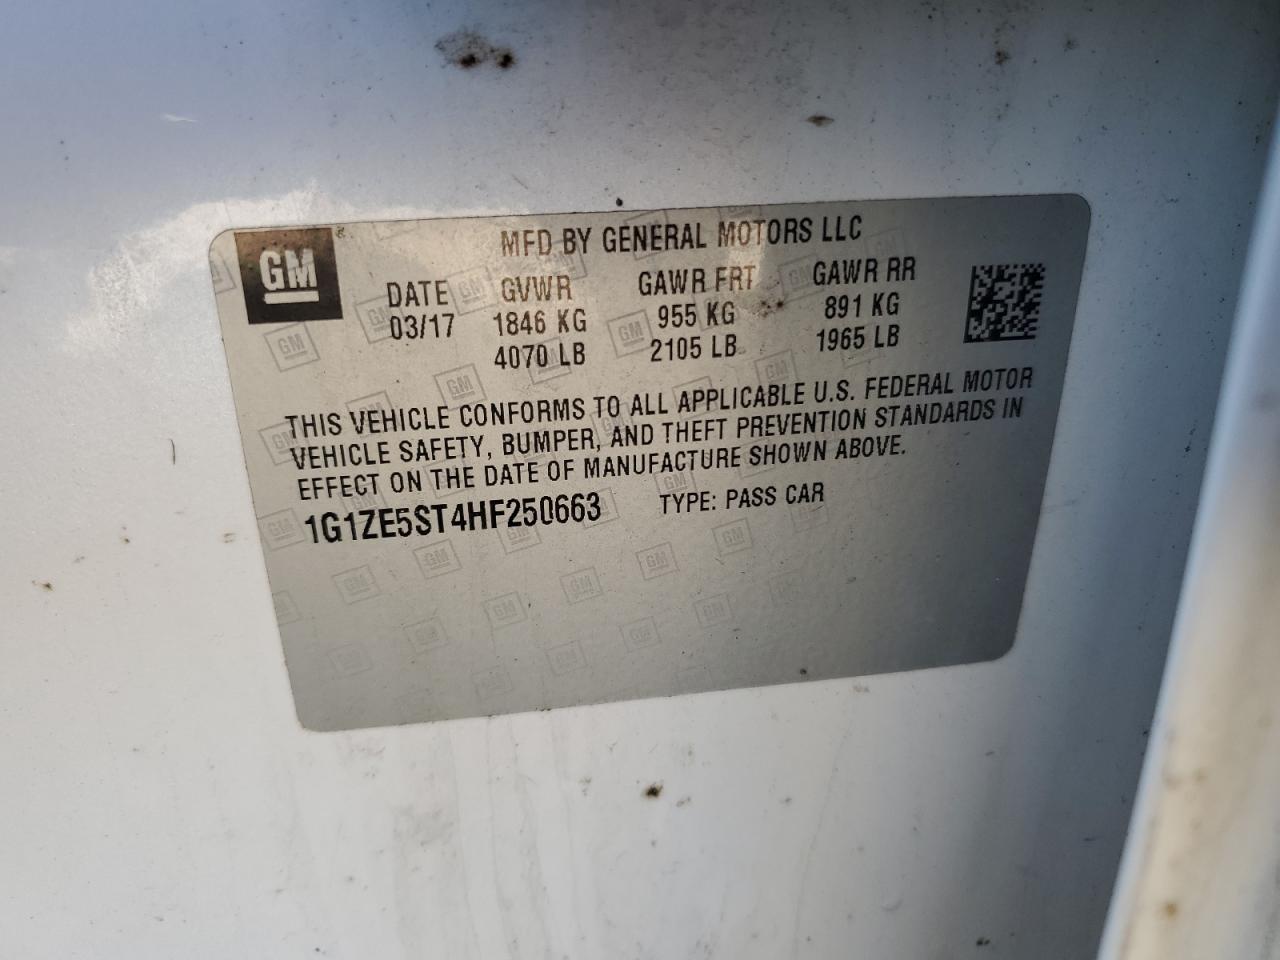 GM
MFD BY GENERAL MOTORS LLC
DATE GVWR GAWR FRT GAWR RR
03/17 1846 KG 955 KG 891 KG
4070 LB 2105 LB 1965 LB
THIS VEHICLE CONFORMS TO ALL APPLICABLE U.S. FEDERAL MOTOR
VEHICLE SAFETY, BUMPER, AND THEFT PREVENTION STANDARDS IN
EFFECT ON THE DATE OF MANUFACTURE SHOWN ABOVE.
1G1ZE5ST4HF250663 TYPE: PASS CAR